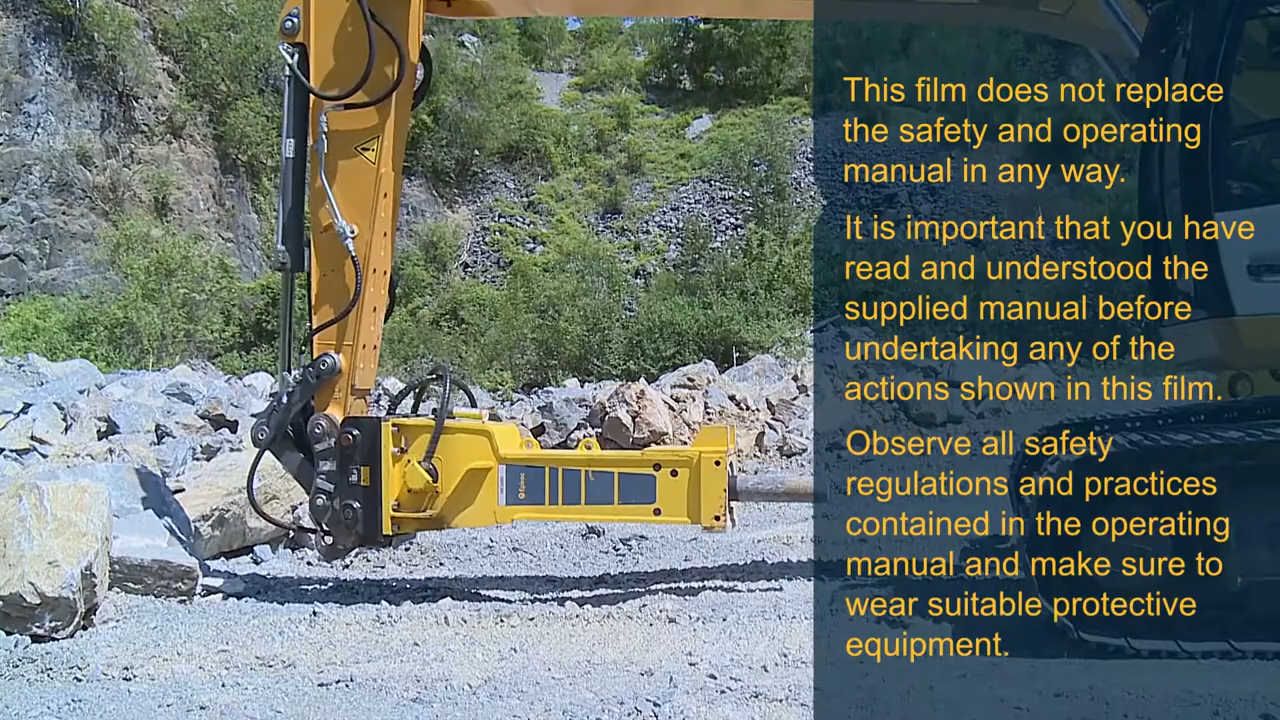 This film does not replace
the safety and operating
manual in any way.
It is important that you have
read and understood the
supplied manual before
undertaking any of the
actions shown in this film.
Observe all safety
regulations and practices
contained in the operating
manual and make sure to
wear suitable protective
equipment.
Epiroc